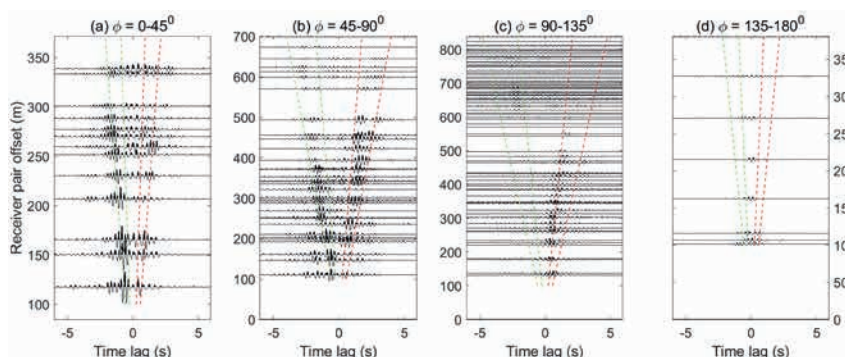 (a) ϕ = 0-45⁰
(b) ϕ = 45-90⁰
(c) ϕ = 90-135⁰
(d) ϕ = 135-180⁰
Receiver pair offset (m)
350
300
250
200
150
100
700
600
500
400
300
200
100
0
800
700
600
500
400
300
200
100
0
35
30
25
20
15
10
50
0
-5 0 5
-5 0 5
-5 0 5
-5 0 5
Time lag (s)
Time lag (s)
Time lag (s)
Time lag (s)